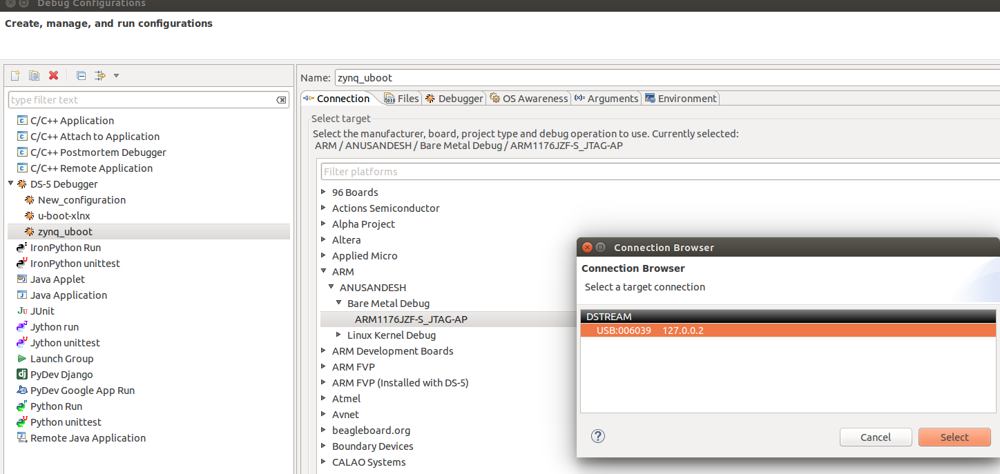 Debug Configurations
Create, manage, and run configurations
type filter text
C/C++ Application
C/C++ Attach to Application
C/C++ Postmortem Debugger
C/C++ Remote Application
DS-5 Debugger
New_configuration
u-boot-xlnx
zynq_uboot
IronPython Run
IronPython unittest
Java Applet
Java Application
JUnit
Jython run
Jython unittest
Launch Group
PyDev Django
PyDev Google App Run
Python Run
Python unittest
Remote Java Application
Name: zynq_uboot
Connection Files Debugger OS Awareness Arguments Environment
Select target
Select the manufacturer, board, project type and debug operation to use. Currently selected:
ARM / ANUSANDESH / Bare Metal Debug / ARM1176JZF-S_JTAG-AP
Filter platforms
96 Boards
Actions Semiconductor
Alpha Project
Altera
Applied Micro
ARM
ANUSANDESH
Bare Metal Debug
ARM1176JZF-S_JTAG-AP
Linux Kernel Debug
ARM Development Boards
ARM FVP
ARM FVP (Installed with DS-5)
Atmel
Avnet
beagleboard.org
Boundary Devices
CALAO Systems
Connection Browser
Connection Browser
Select a target connection
DSTREAM
USB:006039 127.0.0.2
Cancel Select